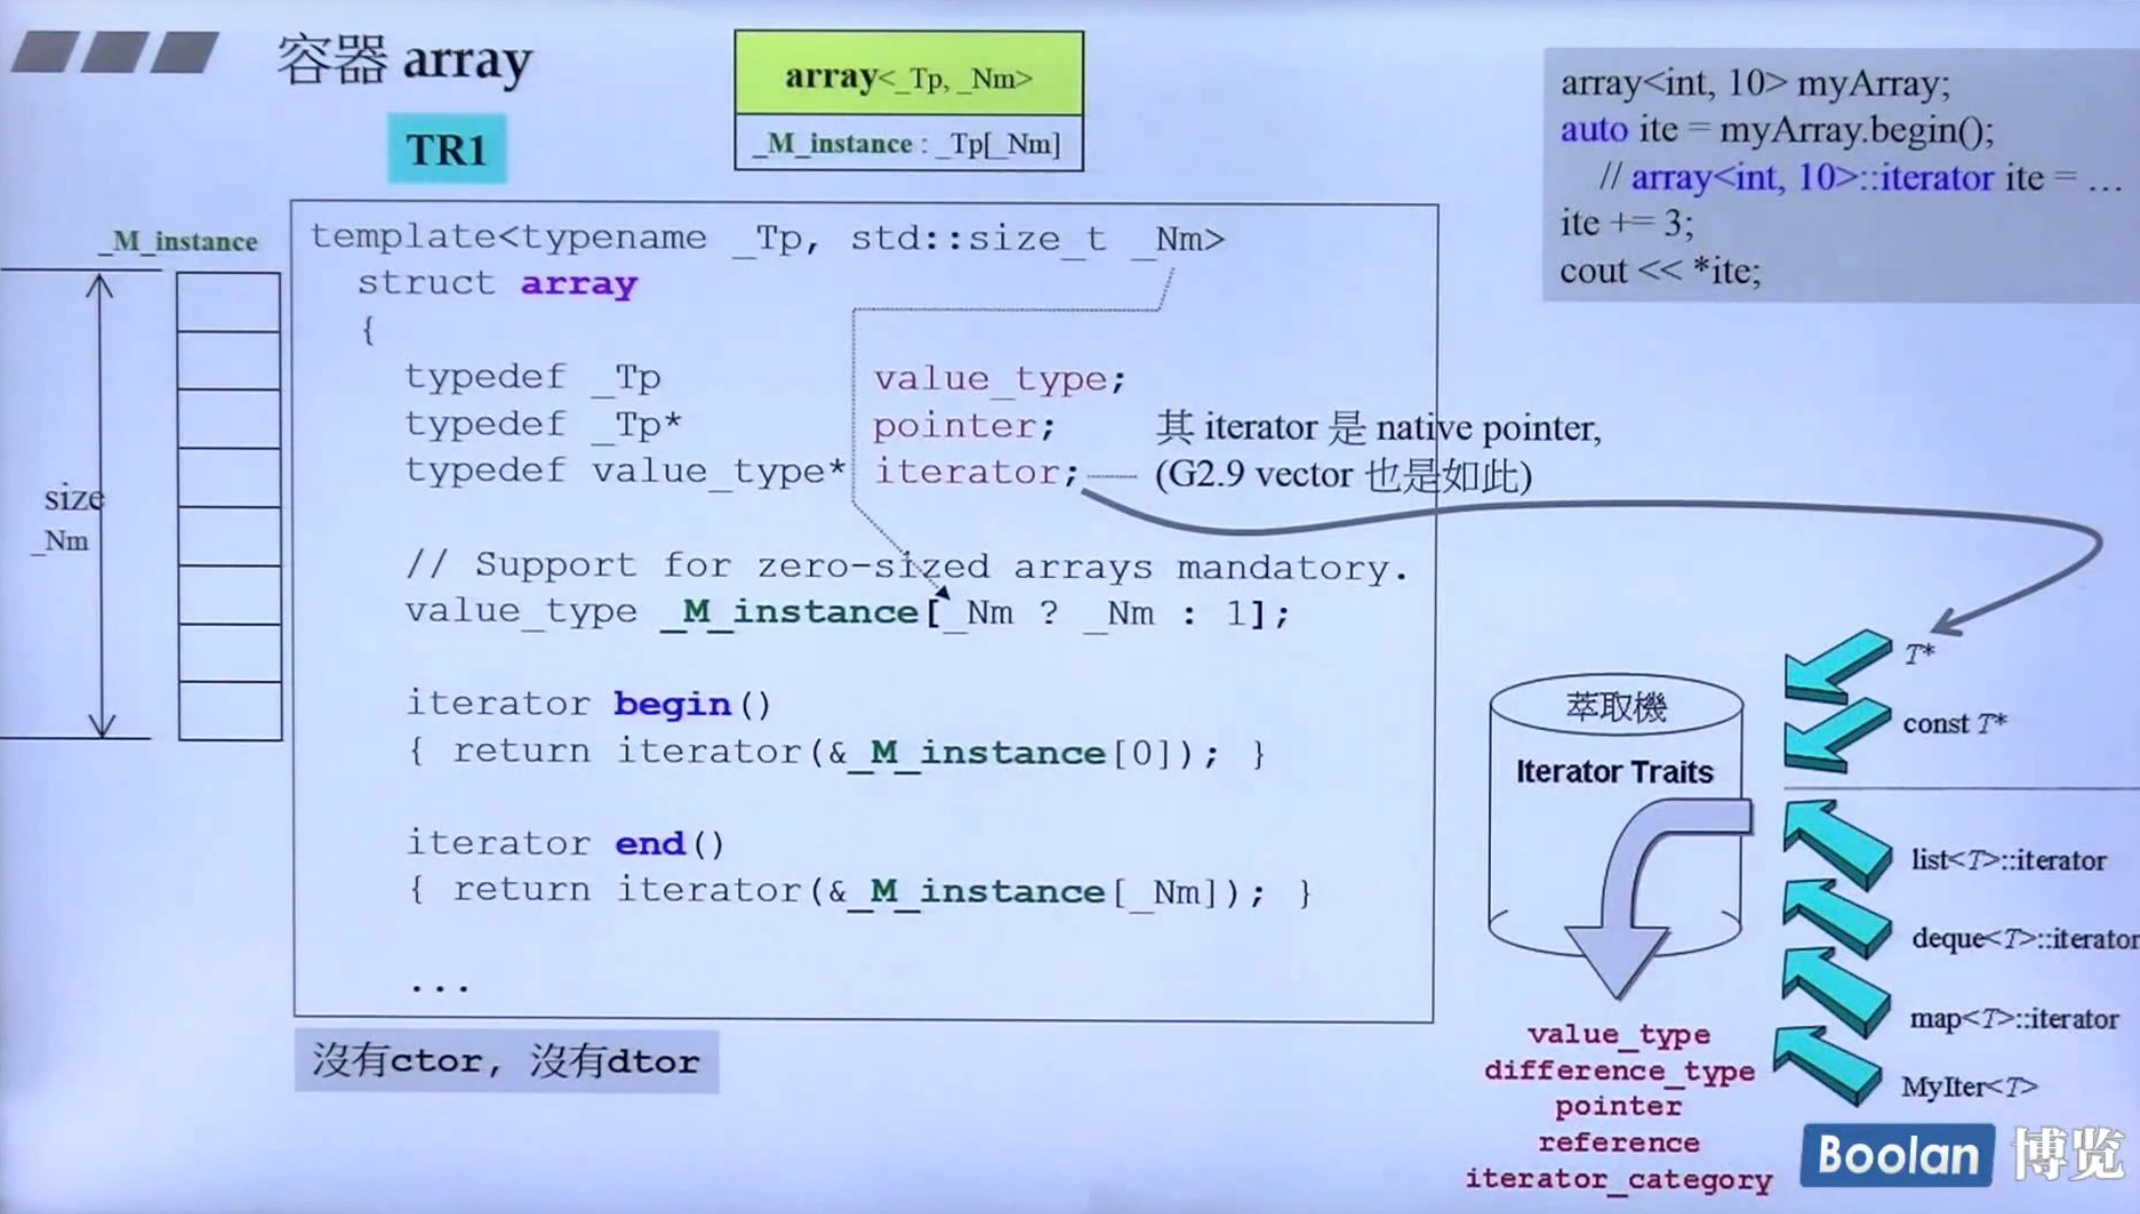 容器 array
TR1
array<_Tp, _Nm>
_M_instance : _Tp[_Nm]
array<int, 10> myArray;
auto ite = myArray.begin();
// array<int, 10>::iterator ite = ...
ite += 3;
cout << *ite;
_M_instance
size
_Nm
template<typename _Tp, std::size_t _Nm>
struct array
{
typedef _Tp value_type;
typedef _Tp* pointer;
typedef value_type* iterator;
其 iterator 是 native pointer,
(G2.9 vector 也是如此)
// Support for zero-sized arrays mandatory.
value_type _M_instance[_Nm ? _Nm : 1];
iterator begin()
{ return iterator(&_M_instance[0]); }
iterator end()
{ return iterator(&_M_instance[_Nm]); }
...
沒有ctor, 沒有dtor
萃取機
Iterator Traits
T*
const T*
list<T>::iterator
deque<T>::iterator
map<T>::iterator
MyIter<T>
value_type
difference_type
pointer
reference
iterator_category
Boolan 博览